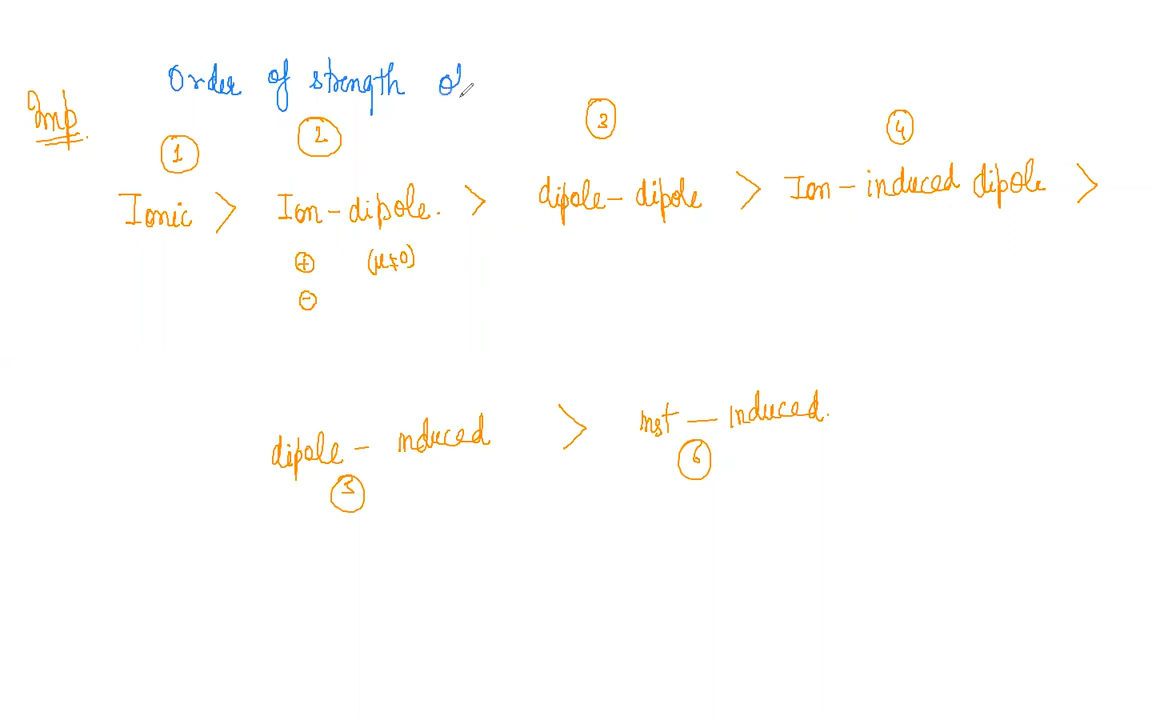 Order of strength of
Imp.
① ② ③ ④
Ionic > Ion - dipole. > dipole - dipole > Ion - induced dipole >
⊕ (μ≠0)
⊖
dipole - induced > inst - induced.
⑤ ⑥